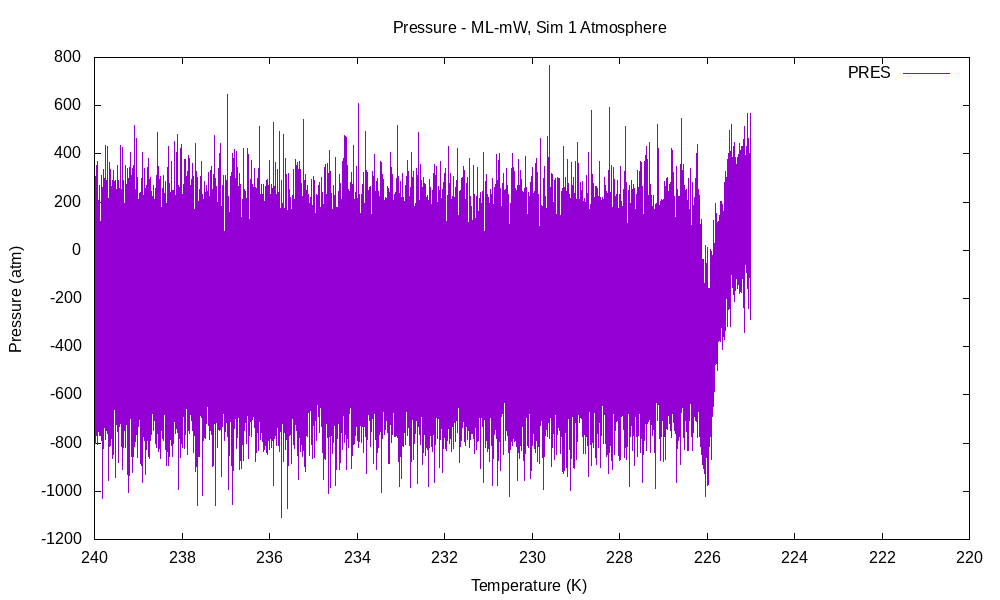 Pressure - ML-mW, Sim 1 Atmosphere
PRES
800
600
400
200
0
-200
-400
-600
-800
-1000
-1200
Pressure (atm)
240 238 236 234 232 230 228 226 224 222 220
Temperature (K)